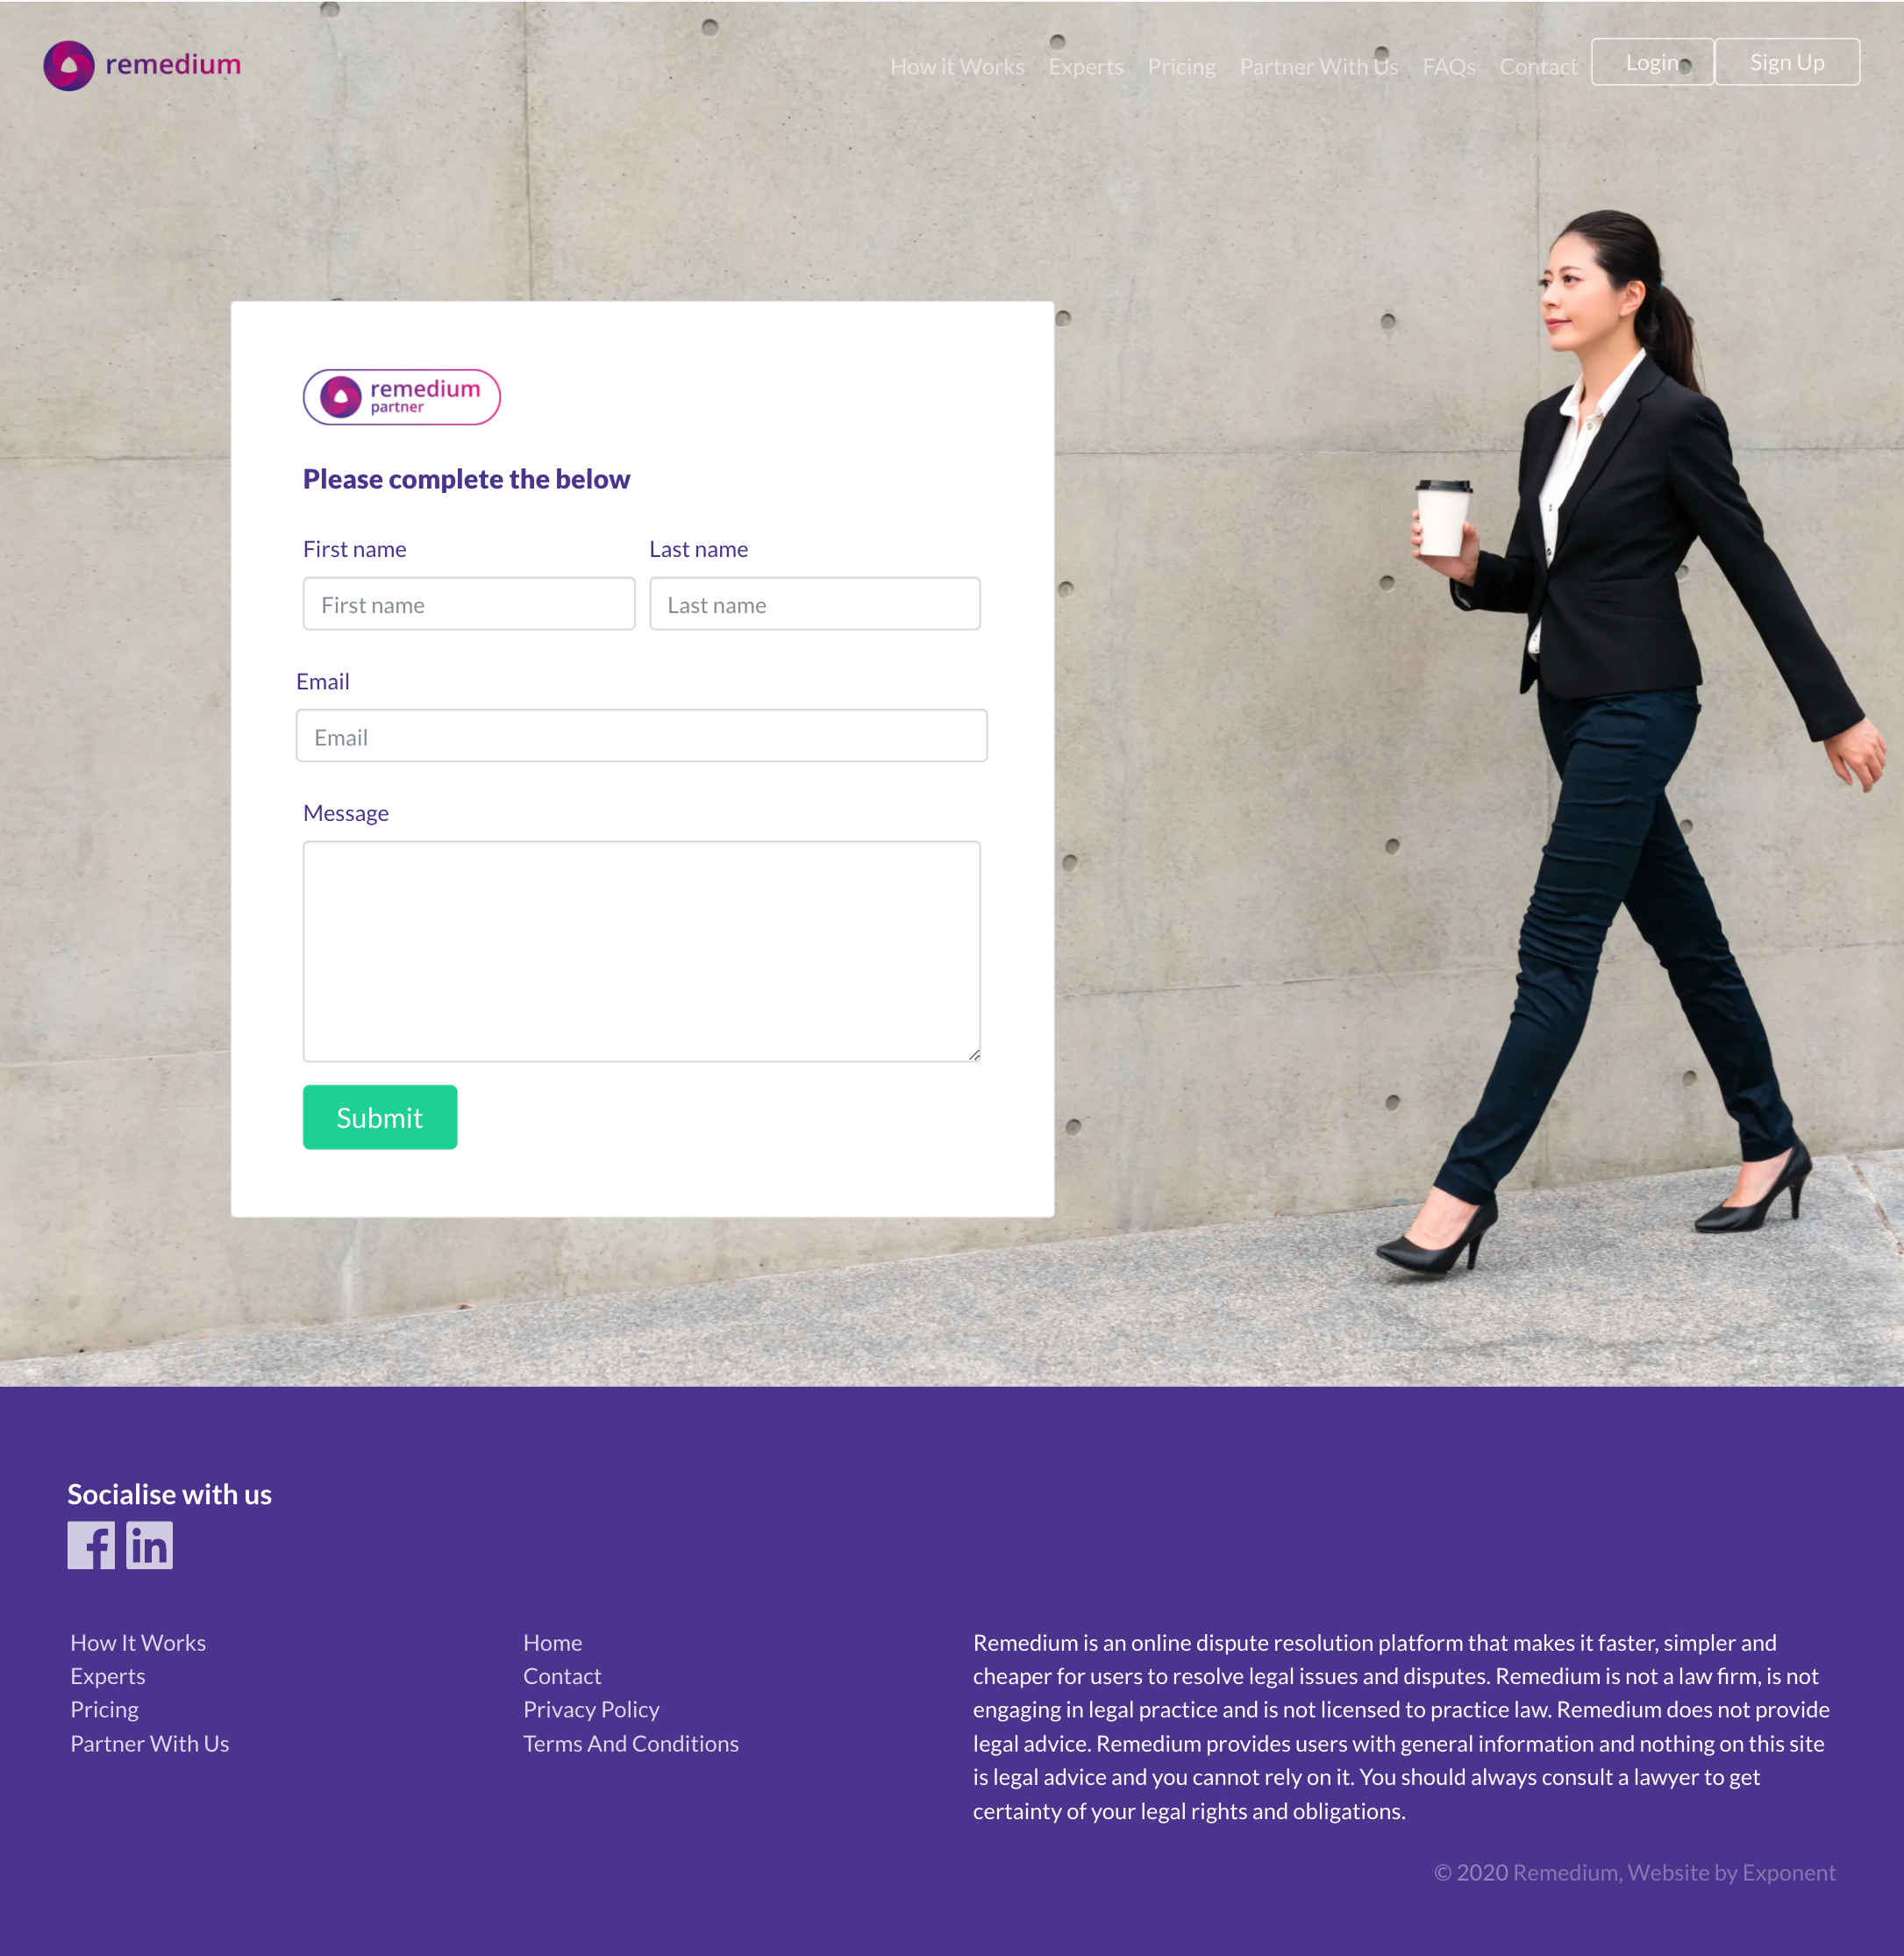 remedium
How it Works Experts Pricing Partner With Us FAQs Contact Login Sign Up
remedium
partner
Please complete the below
First name Last name
First name Last name
Email
Email
Message
Submit
Socialise with us
f in
How It Works
Experts
Pricing
Partner With Us
Home
Contact
Privacy Policy
Terms And Conditions
Remedium is an online dispute resolution platform that makes it faster, simpler and
cheaper for users to resolve legal issues and disputes. Remedium is not a law firm, is not
engaging in legal practice and is not licensed to practice law. Remedium does not provide
legal advice. Remedium provides users with general information and nothing on this site
is legal advice and you cannot rely on it. You should always consult a lawyer to get
certainty of your legal rights and obligations.
© 2020 Remedium, Website by Exponent